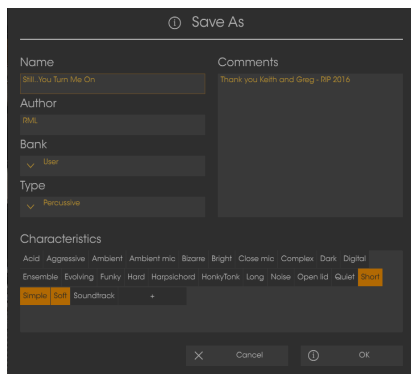 Save As
Name
Still.. You Turn Me On
Author
RML
Bank
User
Type
Percussive
Comments
Thank you Keith and Greg - RIP 2016
Characteristics
Acid Aggressive Ambient Ambient mic Bizarre Bright Close mic Complex Dark Digital
Ensemble Evolving Funky Hard Harpsichord HonkyTonk Long Noise Open lid Quiet Short
Simple Soft Soundtrack +
Cancel OK